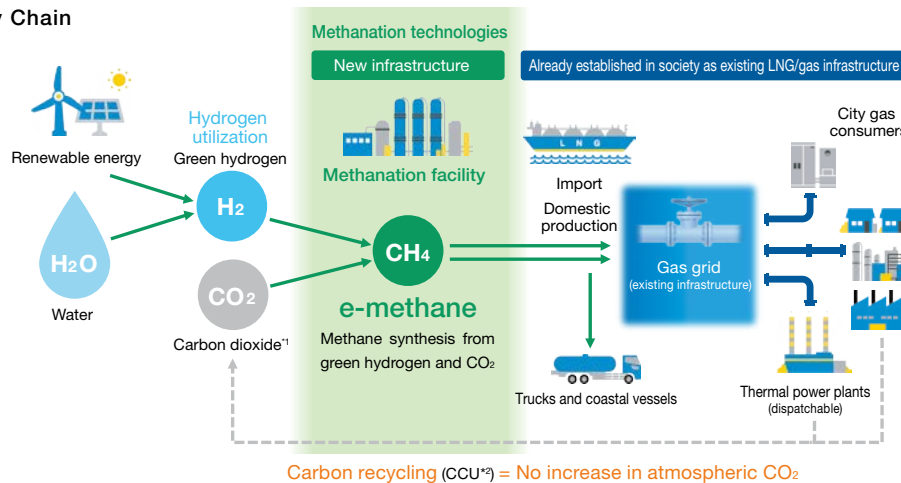 y Chain
Methanation technologies
New infrastructure
Already established in society as existing LNG/gas infrastructure
City gas
consumers
Hydrogen
utilization
Green hydrogen
Renewable energy
Methanation facility
LNG
Import
Domestic
production
H2
H2O
CH4
Gas grid
(existing infrastructure)
CO2
Water
e-methane
Carbon dioxide*1
Methane synthesis from
green hydrogen and CO2
Trucks and coastal vessels
Thermal power plants
(dispatchable)
Carbon recycling (CCU*2) = No increase in atmospheric CO2